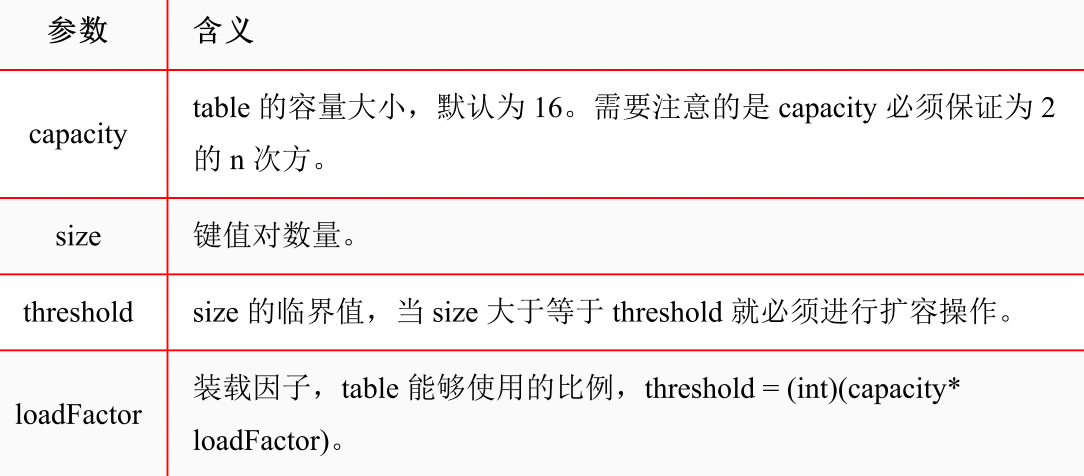 参数 含义
capacity table 的容量大小，默认为 16。需要注意的是 capacity 必须保证为 2
的 n 次方。
size 键值对数量。
threshold size 的临界值，当 size 大于等于 threshold 就必须进行扩容操作。
loadFactor 装载因子，table 能够使用的比例，threshold = (int)(capacity*
loadFactor)。